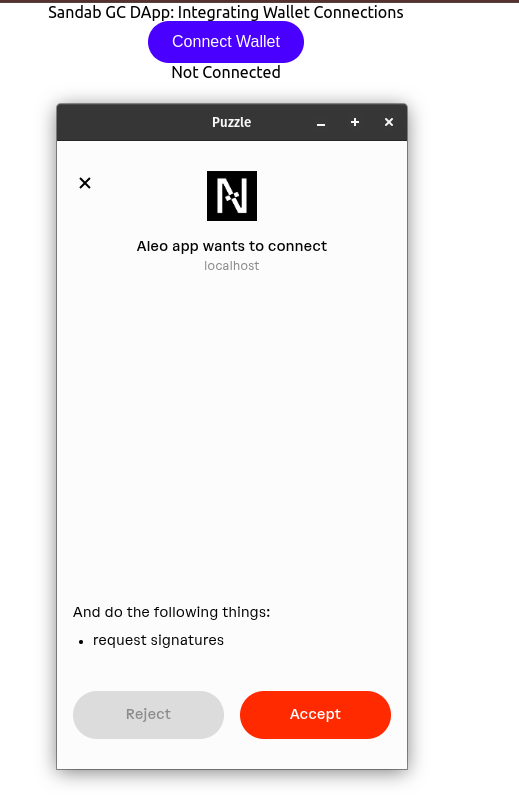 Sandab GC DApp: Integrating Wallet Connections
Connect Wallet
Not Connected
Puzzle
Aleo app wants to connect
localhost
And do the following things:
• request signatures
Reject
Accept